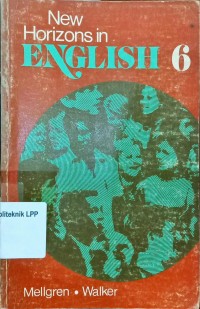 New
Horizons in
ENGLISH 6
oliteknik LPP
Mellgren • Walker